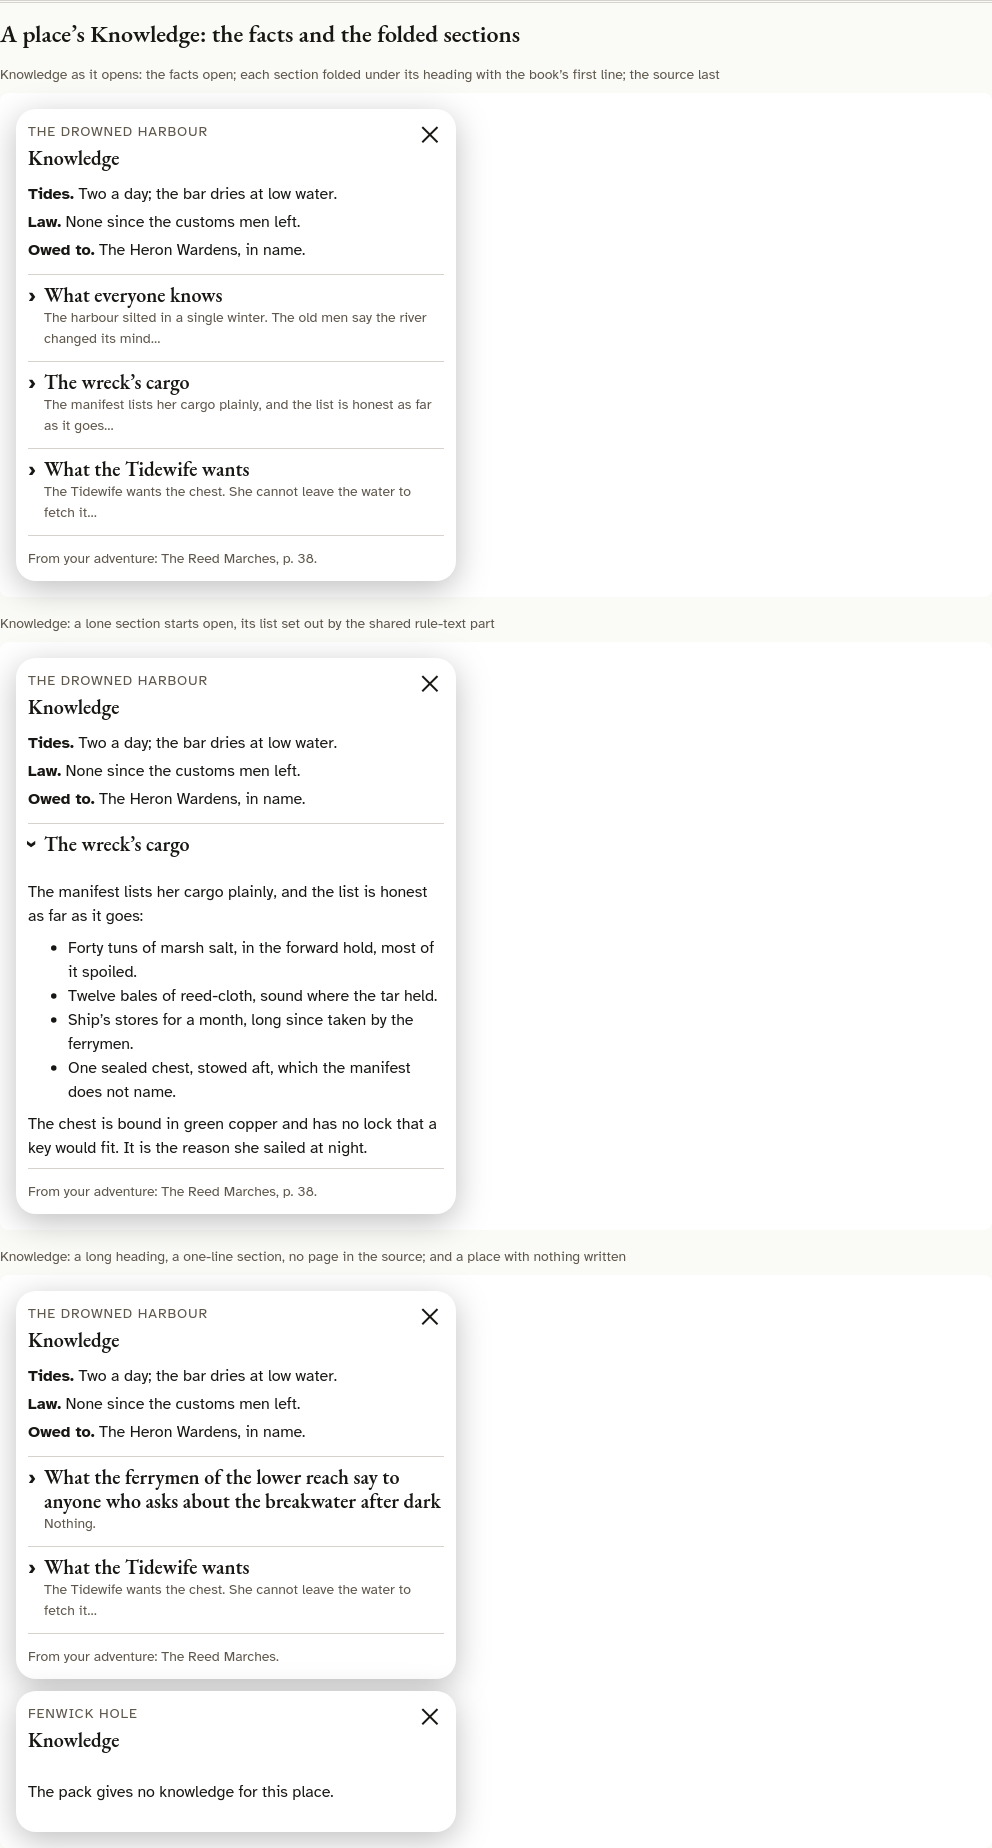 A place’s Knowledge: the facts and the folded sections
Knowledge as it opens: the facts open; each section folded under its heading with the book’s first line; the source last
THE DROWNED HARBOUR
Knowledge
Tides. Two a day; the bar dries at low water.
Law. None since the customs men left.
Owed to. The Heron Wardens, in name.
› What everyone knows
The harbour silted in a single winter. The old men say the river
changed its mind…
› The wreck’s cargo
The manifest lists her cargo plainly, and the list is honest as far
as it goes…
› What the Tidewife wants
The Tidewife wants the chest. She cannot leave the water to
fetch it…
From your adventure: The Reed Marches, p. 38.
Knowledge: a lone section starts open, its list set out by the shared rule-text part
THE DROWNED HARBOUR
Knowledge
Tides. Two a day; the bar dries at low water.
Law. None since the customs men left.
Owed to. The Heron Wardens, in name.
The wreck’s cargo
The manifest lists her cargo plainly, and the list is honest
as far as it goes:
• Forty tuns of marsh salt, in the forward hold, most of
it spoiled.
• Twelve bales of reed-cloth, sound where the tar held.
• Ship’s stores for a month, long since taken by the
ferrymen.
• One sealed chest, stowed aft, which the manifest
does not name.
The chest is bound in green copper and has no lock that a
key would fit. It is the reason she sailed at night.
From your adventure: The Reed Marches, p. 38.
Knowledge: a long heading, a one-line section, no page in the source; and a place with nothing written
THE DROWNED HARBOUR
Knowledge
Tides. Two a day; the bar dries at low water.
Law. None since the customs men left.
Owed to. The Heron Wardens, in name.
› What the ferrymen of the lower reach say to
anyone who asks about the breakwater after dark
Nothing.
› What the Tidewife wants
The Tidewife wants the chest. She cannot leave the water to
fetch it…
From your adventure: The Reed Marches.
FENWICK HOLE
Knowledge
The pack gives no knowledge for this place.